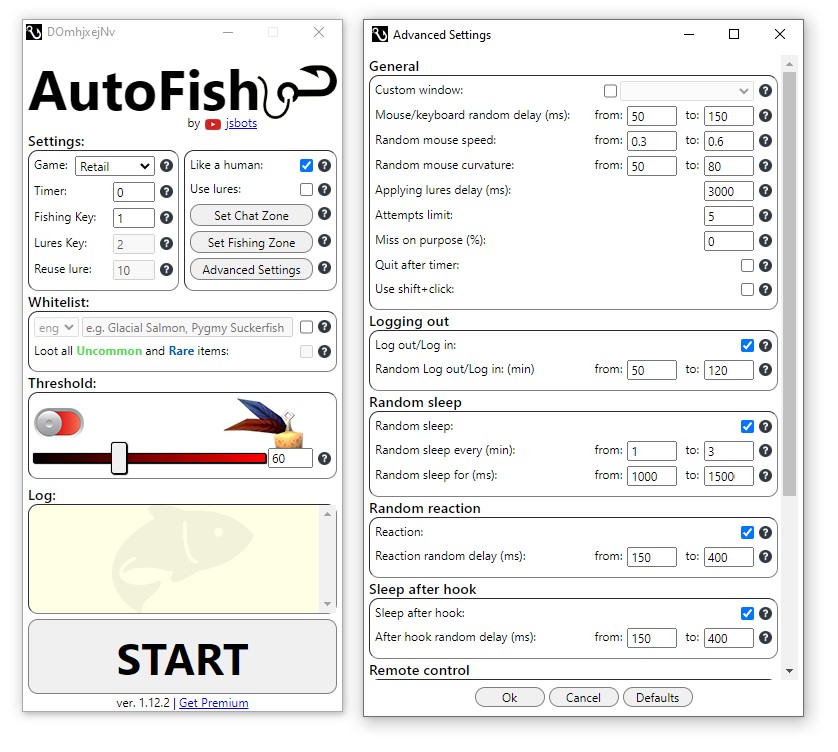 DOmhjxejNv
AutoFish
by jsbots
Settings:
Game: Retail
Timer: 0
Fishing Key: 1
Lures Key: 2
Reuse lure: 10
Like a human:
Use lures:
Set Chat Zone
Set Fishing Zone
Advanced Settings
Whitelist:
eng e.g. Glacial Salmon, Pygmy Suckerfish
Loot all Uncommon and Rare items:
Threshold:
60
Log:
START
ver. 1.12.2 | Get Premium
Advanced Settings
General
Custom window:
Mouse/keyboard random delay (ms): from: 50 to: 150
Random mouse speed: from: 0.3 to: 0.6
Random mouse curvature: from: 50 to: 80
Applying lures delay (ms): 3000
Attempts limit: 5
Miss on purpose (%): 0
Quit after timer:
Use shift+click:
Logging out
Log out/Log in:
Random Log out/Log in: (min) from: 50 to: 120
Random sleep
Random sleep:
Random sleep every (min): from: 1 to: 3
Random sleep for (ms): from: 1000 to: 1500
Random reaction
Reaction:
Reaction random delay (ms): from: 150 to: 400
Sleep after hook
Sleep after hook:
After hook random delay (ms): from: 150 to: 400
Remote control
Ok Cancel Defaults